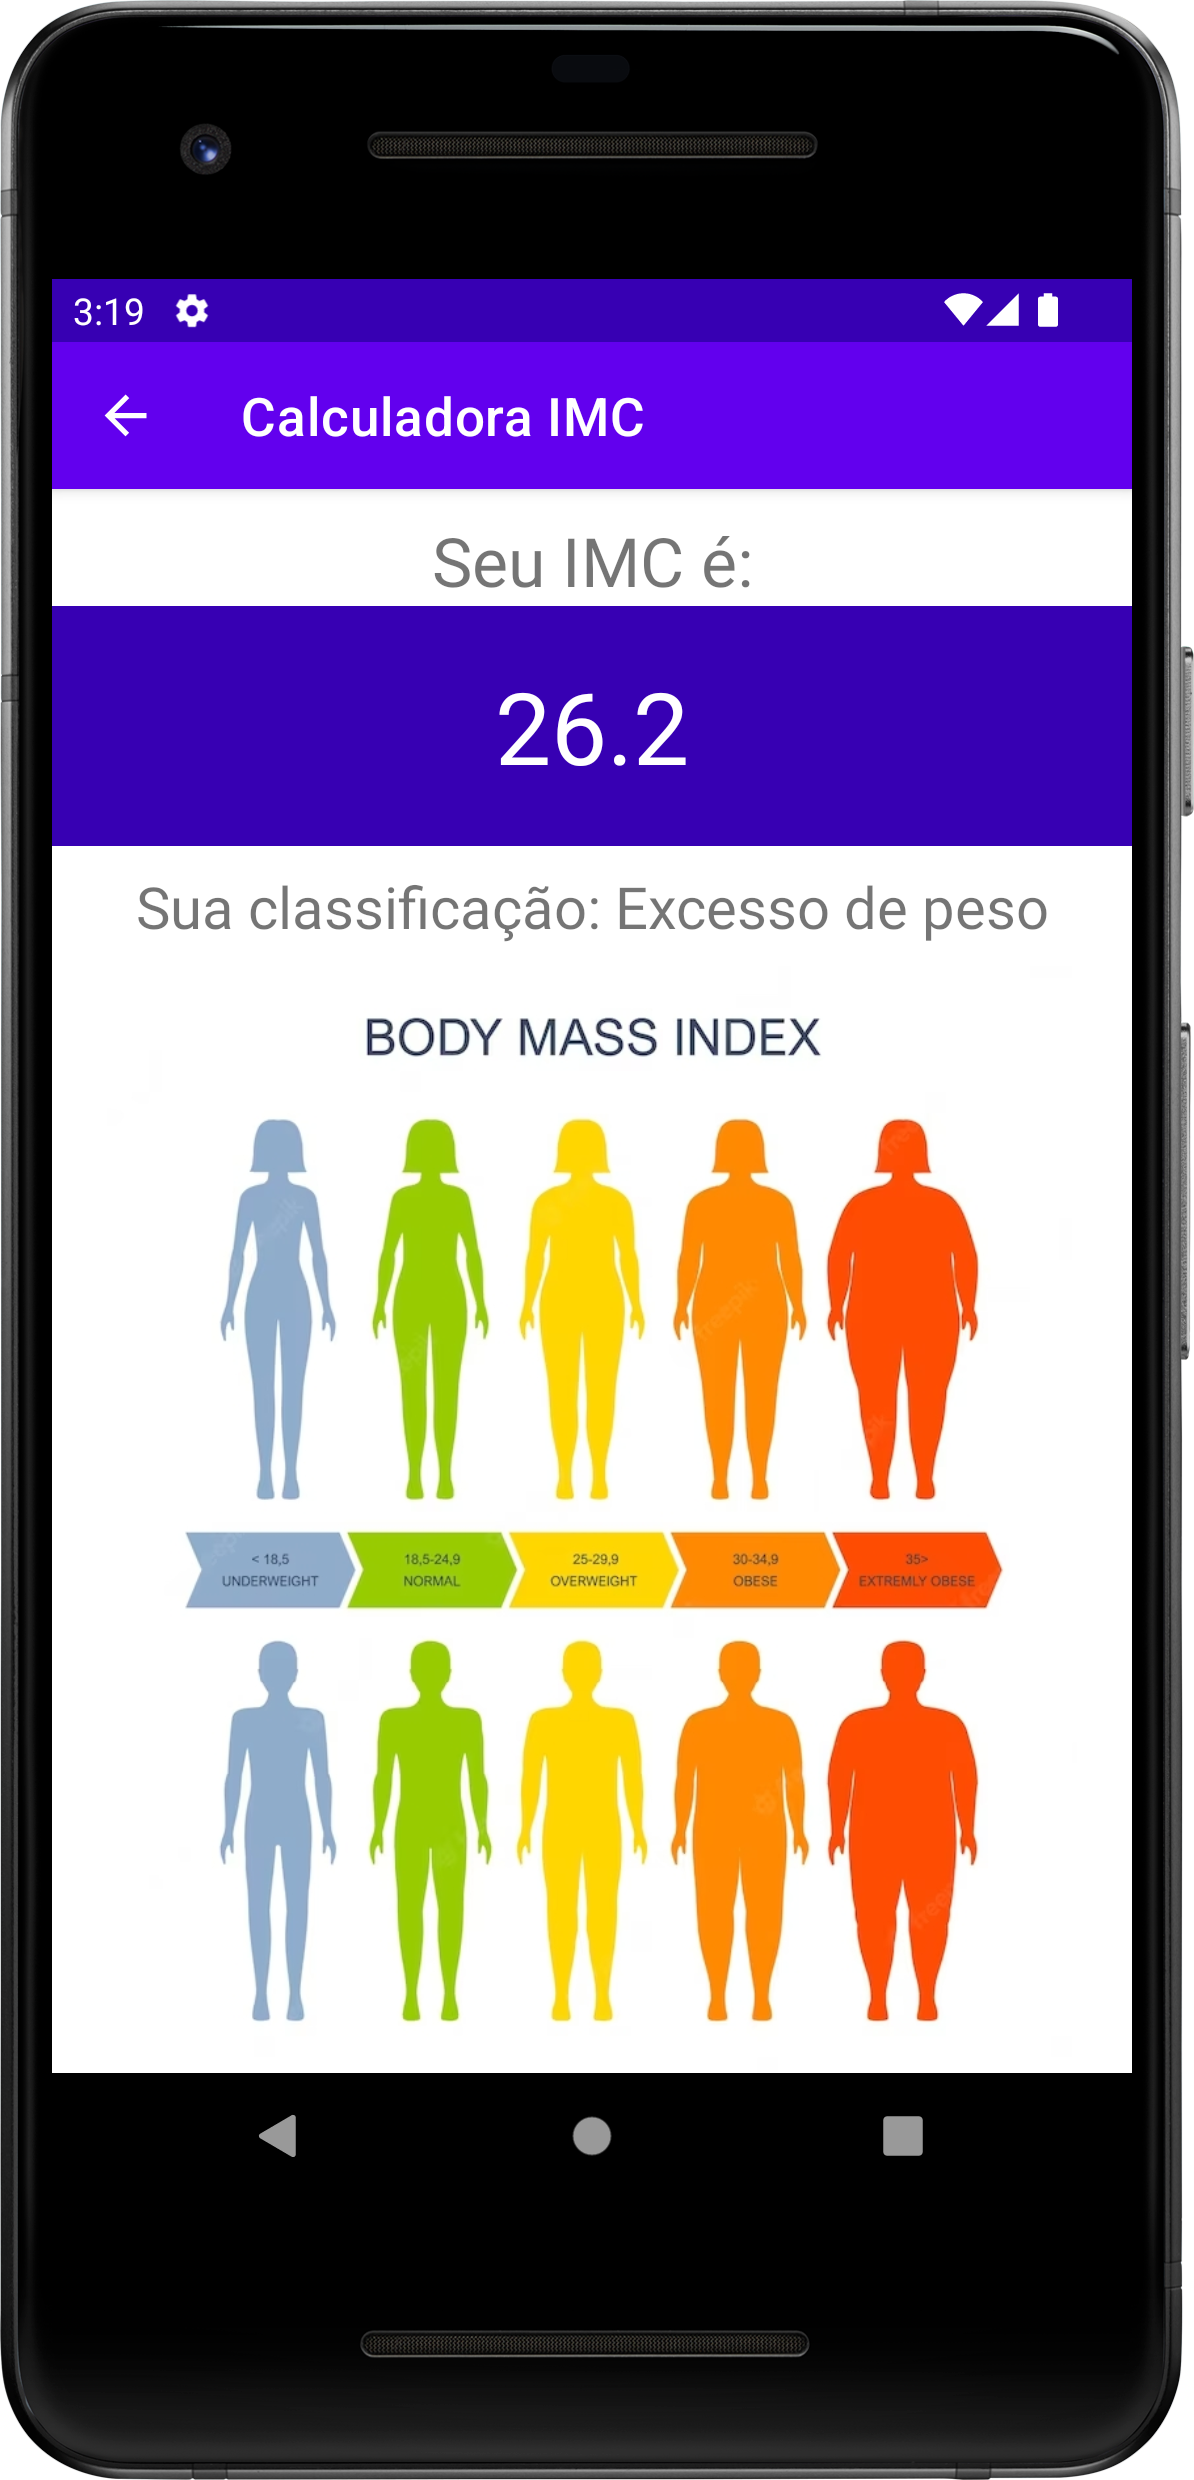 3:19
Calculadora IMC
Seu IMC é:
26.2
Sua classificação: Excesso de peso
BODY MASS INDEX
< 18,5
UNDERWEIGHT
18,5-24,9
NORMAL
25-29,9
OVERWEIGHT
30-34,9
OBESE
35>
EXTREMLY OBESE